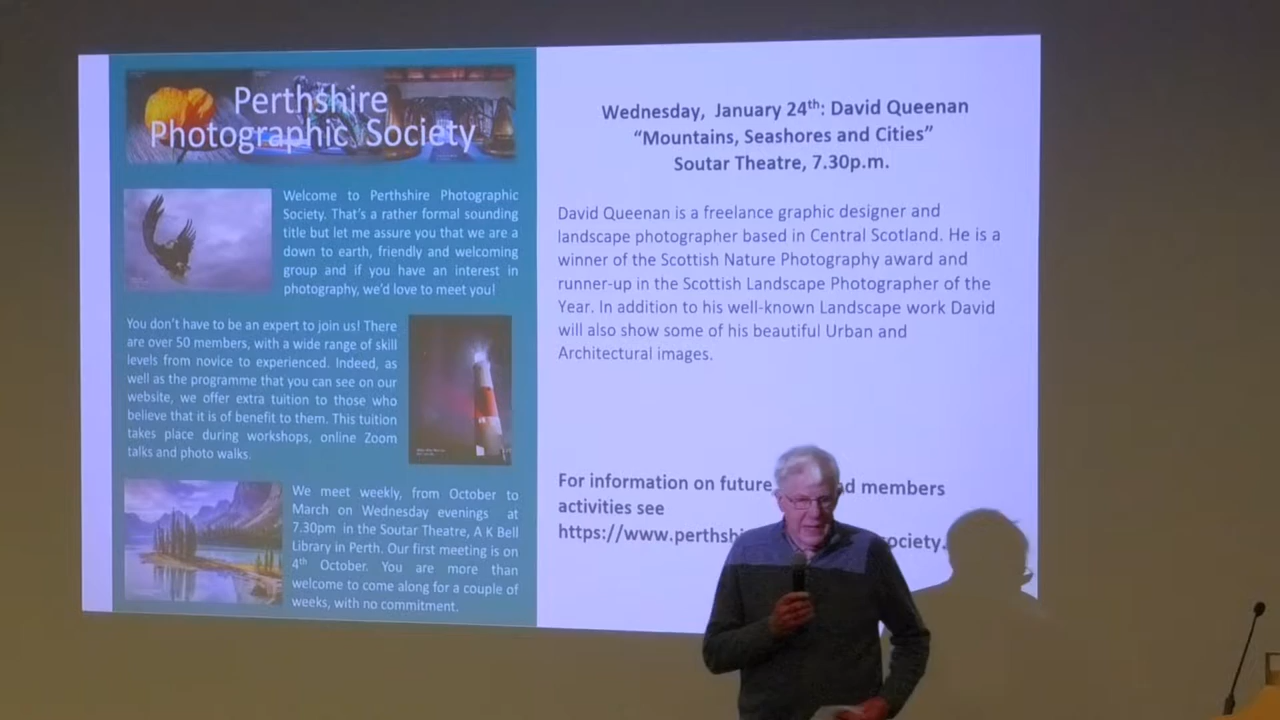 Perthshire
Photographic Society
Welcome to Perthshire Photographic
Society. That's a rather formal sounding
title but let me assure you that we are a
down to earth, friendly and welcoming
group and if you have an interest in
photography, we'd love to meet you!
You don't have to be an expert to join us! There
are over 50 members, with a wide range of skill
levels from novice to experienced. Indeed, as
well as the programme that you can see on our
website, we offer extra tuition to those who
believe that it is of benefit to them. This tuition
takes place during workshops, online Zoom
talks and photo walks.
We meet weekly, from October to
March on Wednesday evenings at
7.30pm in the Soutar Theatre, A K Bell
Library in Perth. Our first meeting is on
4th October. You are more than
welcome to come along for a couple of
weeks, with no commitment.
Wednesday, January 24th: David Queenan
“Mountains, Seashores and Cities”
Soutar Theatre, 7.30p.m.
David Queenan is a freelance graphic designer and
landscape photographer based in Central Scotland. He is a
winner of the Scottish Nature Photography award and
runner-up in the Scottish Landscape Photographer of the
Year. In addition to his well-known Landscape work David
will also show some of his beautiful Urban and
Architectural images.
For information on future members
activities see